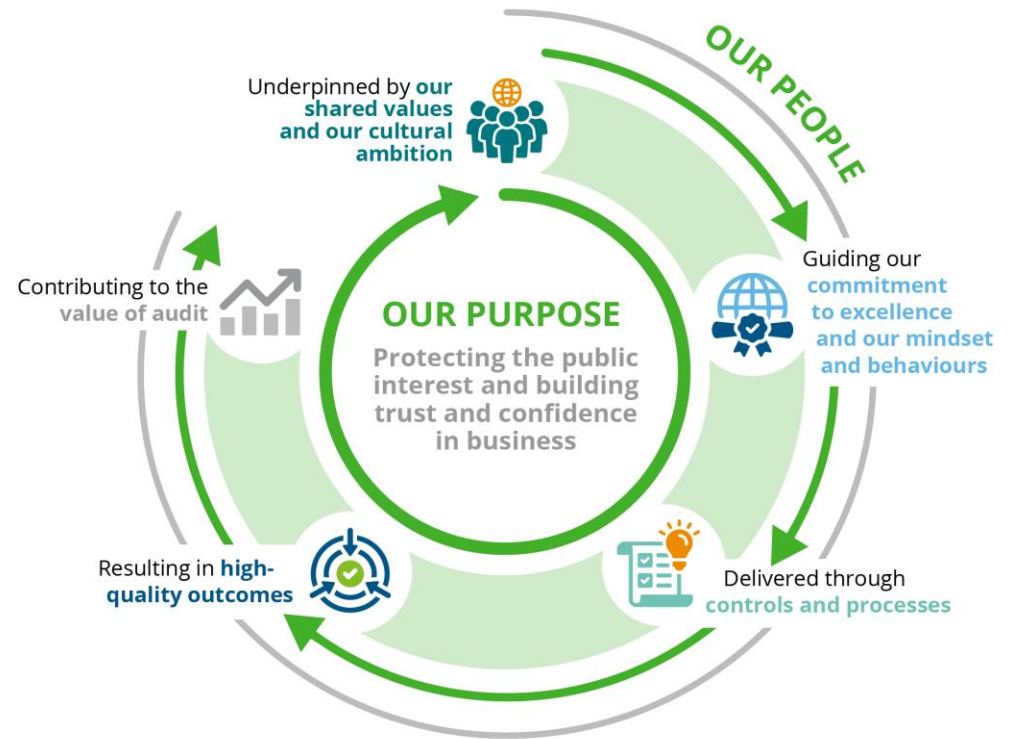 OUR PEOPLE
Underpinned by our
shared values
and our cultural
ambition
Guiding our
commitment
to excellence
and our mindset
and behaviours
Delivered through
controls and processes
Resulting in high-
quality outcomes
Contributing to the
value of audit
OUR PURPOSE
Protecting the public
interest and building
trust and confidence
in business